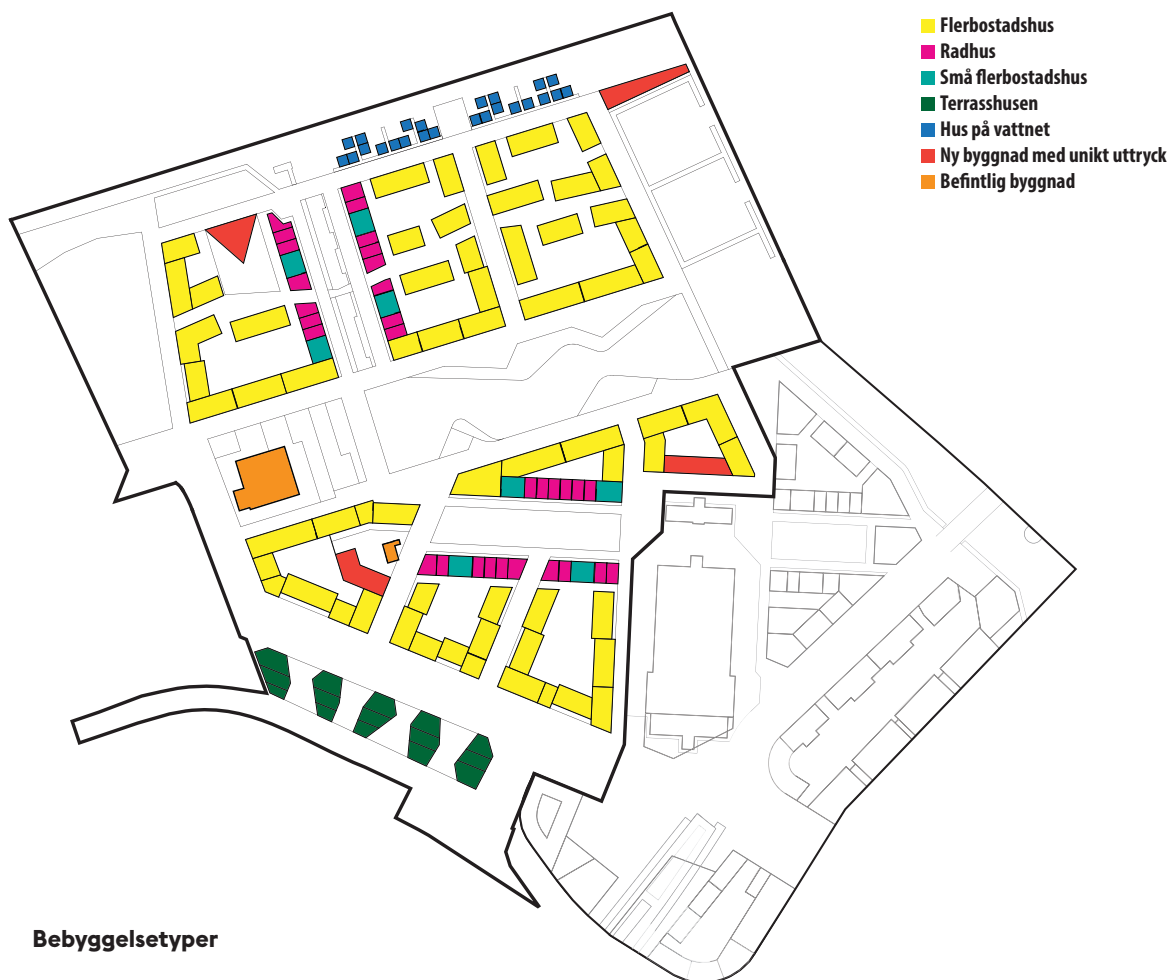 Flerbostadshus
Radhus
Små flerbostadshus
Terrasshusen
Hus på vattnet
Ny byggnad med unikt uttryck
Befintlig byggnad
Bebyggelsetyper